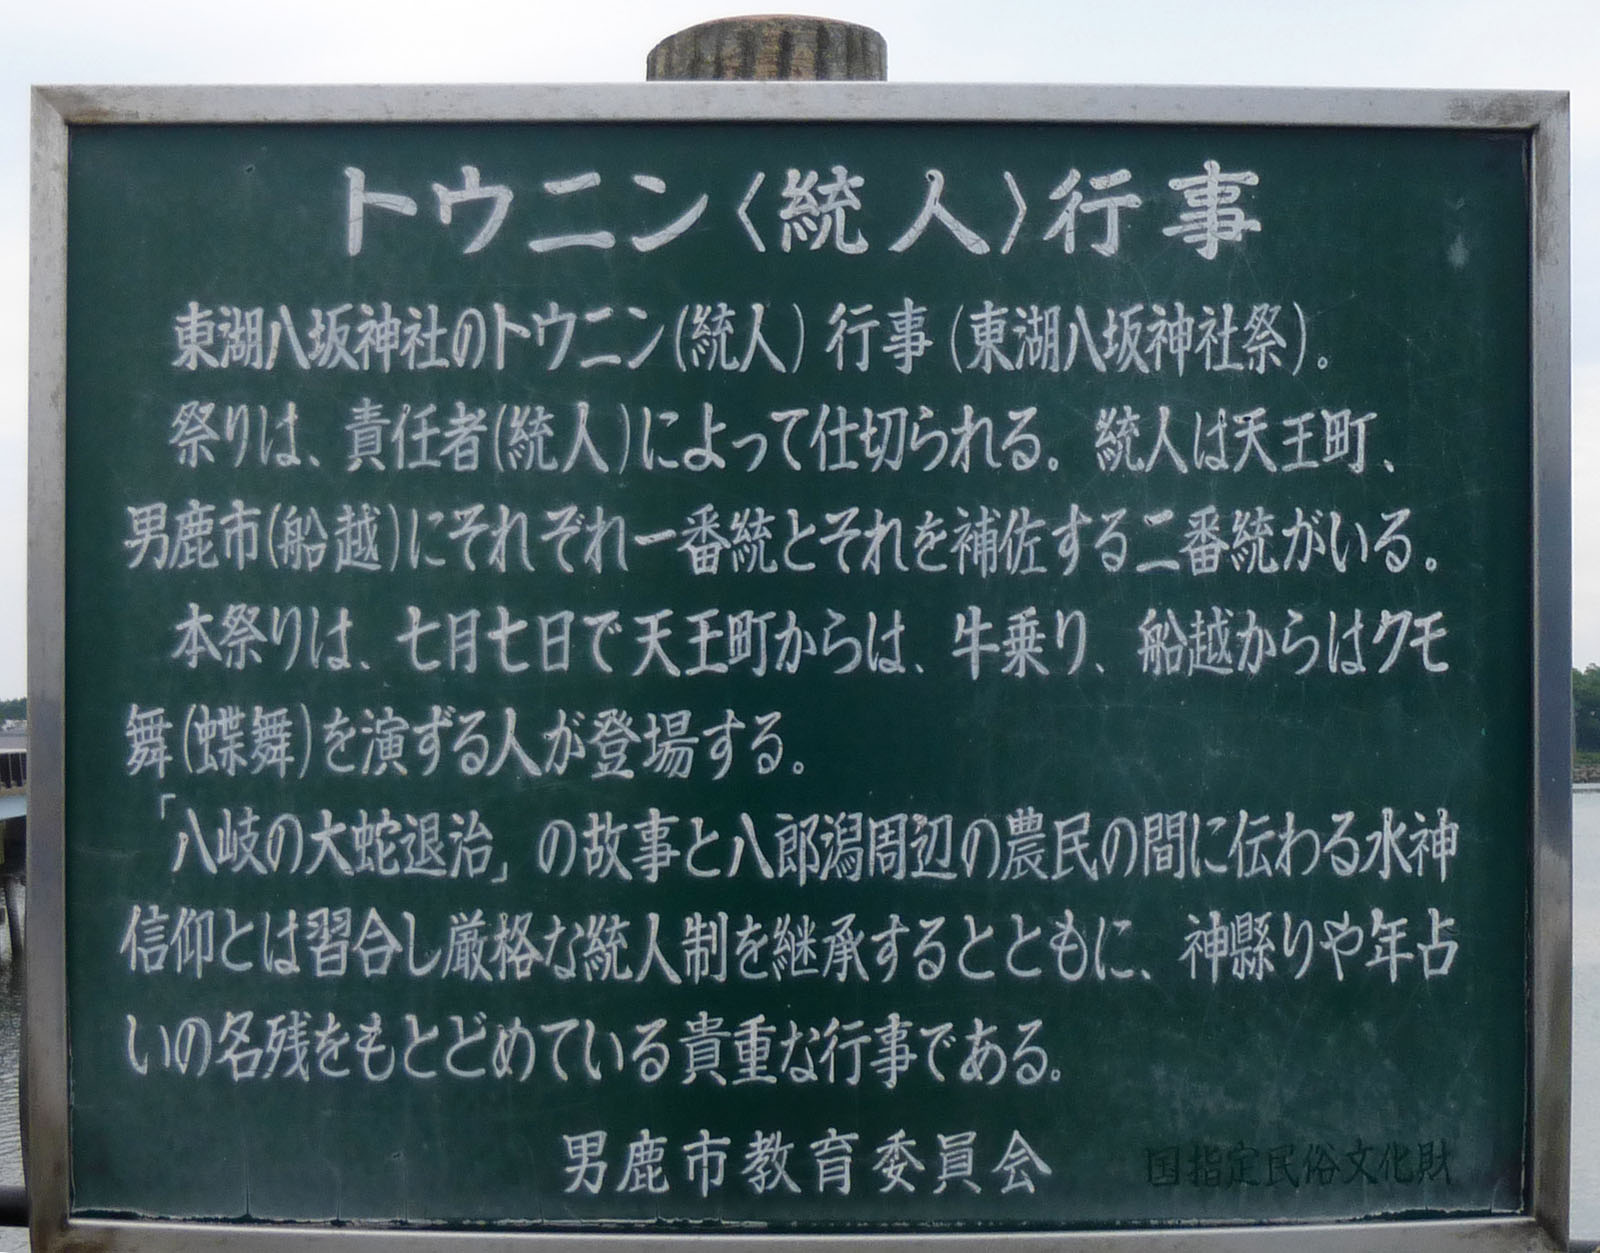 トウニン〈統人〉行事
東湖八坂神社のトウニン(統人)行事(東湖八坂神社祭)。
祭りは、責任者(統人)によって仕切られる。統人は天王町、
男鹿市(船越)にそれぞれ一番統とそれを補佐する二番統がいる。
本祭りは、七月七日で天王町からは、牛乗り、船越からはクモ
舞(蝶舞)を演ずる人が登場する。
「八岐の大蛇退治」の故事と八郎潟周辺の農民の間に伝わる水神
信仰とは習合し厳格な統人制を継承するとともに、神縣りや年占
いの名残をもとどめている貴重な行事である。
男鹿市教育委員会
国指定民俗文化財